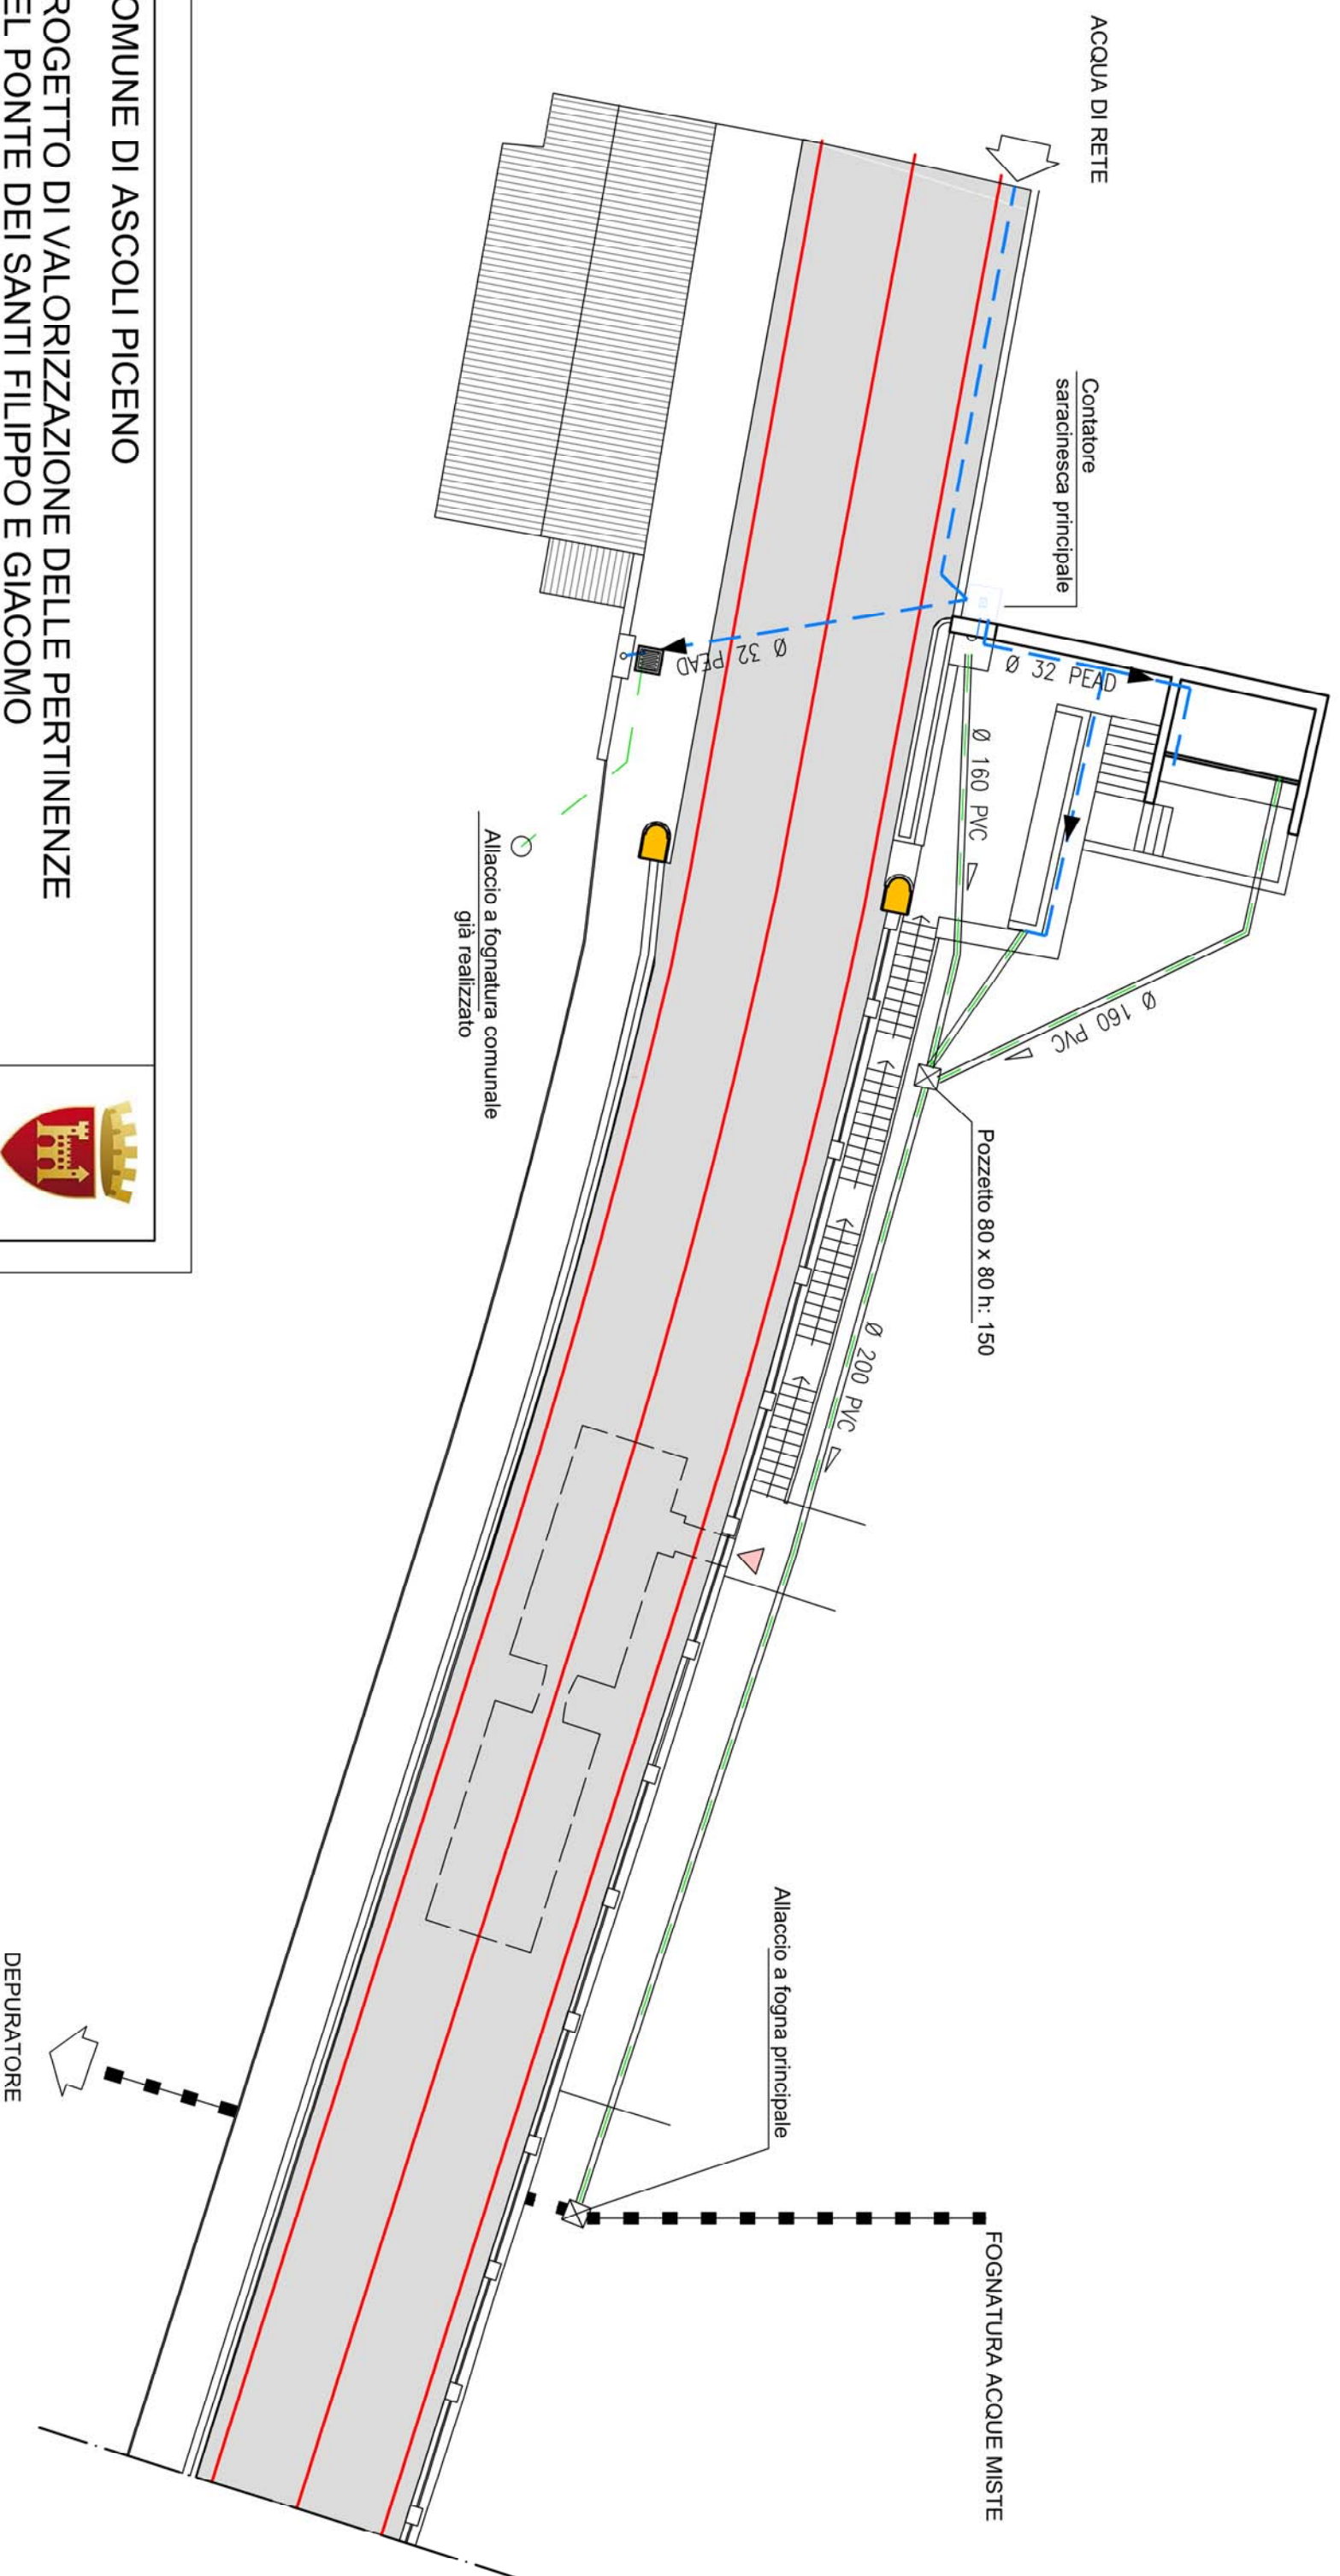 ACQUA DI RETE
Contatore
saracinesca principale
Ø 32 PEAD
Ø 32 PEAD
Ø 160 PVC
Ø 160 PVC
Pozzetto 80 x 80 h: 150
Ø 200 PVC
Allaccio a fognatura comunale
già realizzato
Allaccio a fogna principale
FOGNATURA ACQUE MISTE
DEPURATORE
OMUNE DI ASCOLI PICENO
ROGETTO DI VALORIZZAZIONE DELLE PERTINENZE
EL PONTE DEI SANTI FILIPPO E GIACOMO